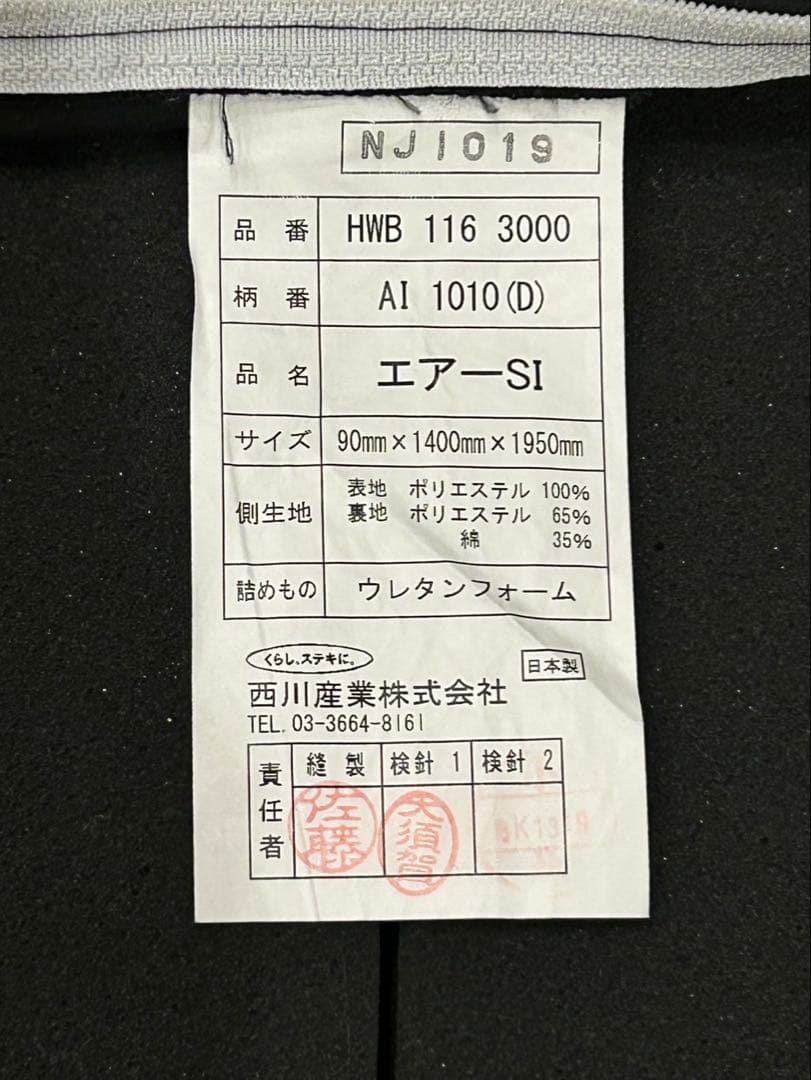 NJ1019
品番 HWB 116 3000
柄番 AI 1010(D)
品名 エアーSI
サイズ 90mm×1400mm×1950mm
側生地 表地 ポリエステル 100%
裏地 ポリエステル 65%
綿 35%
詰めもの ウレタンフォーム
くらし、ステキに。
日本製
西川産業株式会社
TEL. 03-3664-8161
責任者 縫製 検針1 検針2
佐藤 大須賀